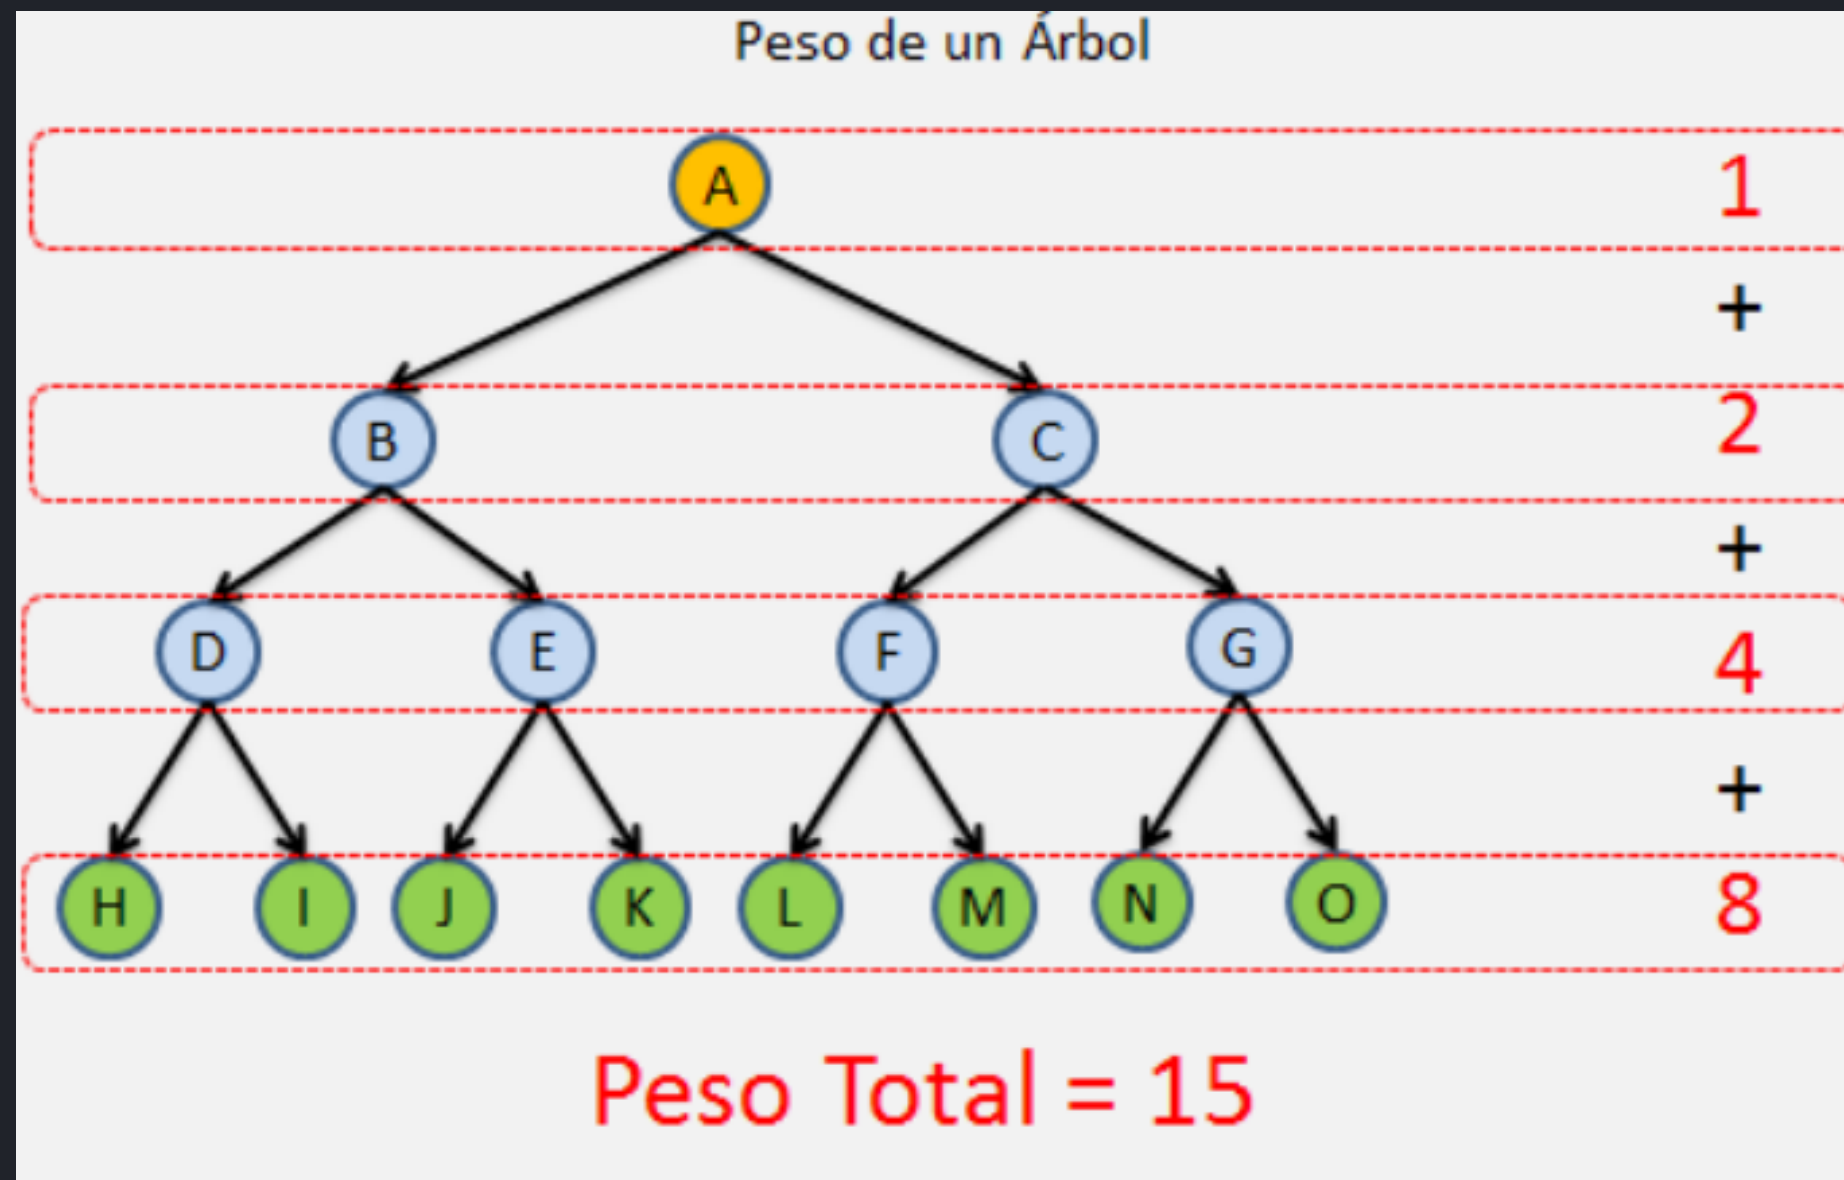 Peso de un Árbol
A
1
+
B
C
2
+
D
E
F
G
4
+
H
I
J
K
L
M
N
O
8
Peso Total = 15